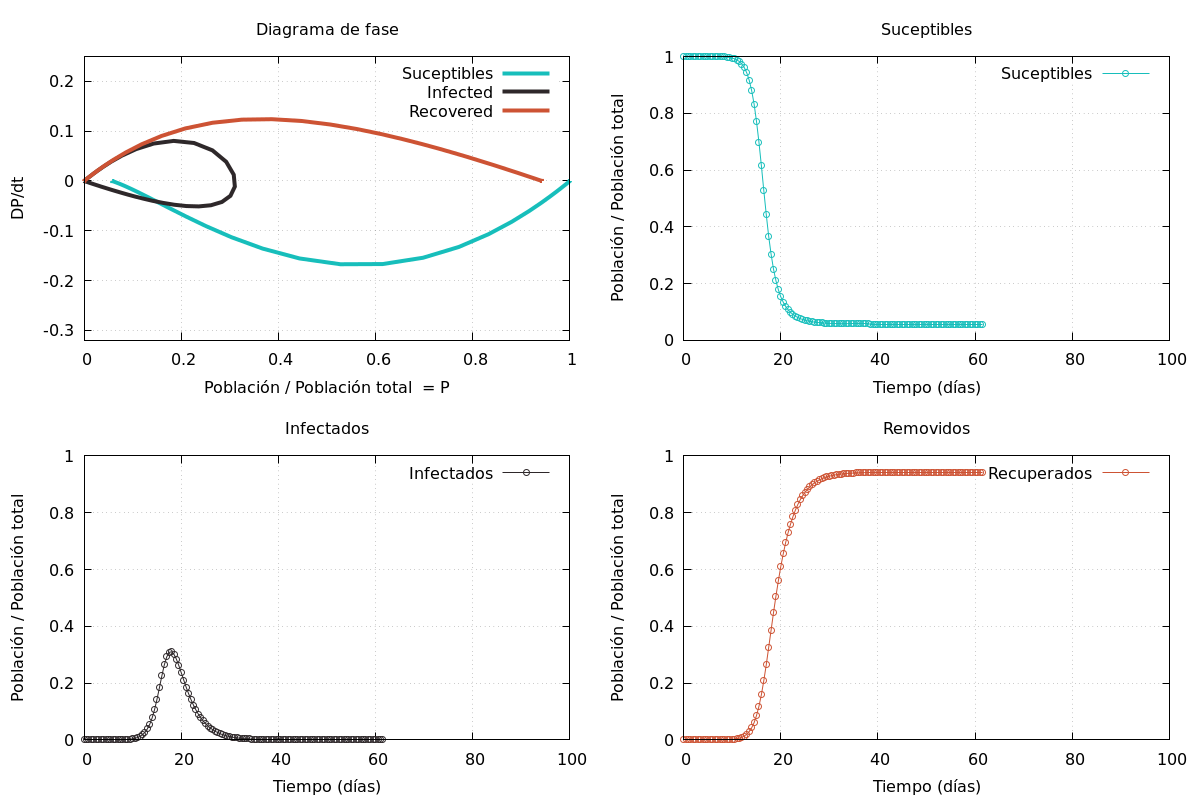 Diagrama de fase
Suceptibles
Infected
Recovered
0.2
0.1
0
-0.1
-0.2
-0.3
DP/dt
0 0.2 0.4 0.6 0.8 1
Población / Población total = P
Suceptibles
Suceptibles
1
0.8
0.6
0.4
0.2
0
Población / Población total
0 20 40 60 80 100
Tiempo (días)
Infectados
Infectados
1
0.8
0.6
0.4
0.2
0
Población / Población total
0 20 40 60 80 100
Tiempo (días)
Removidos
Recuperados
1
0.8
0.6
0.4
0.2
0
Población / Población total
0 20 40 60 80 100
Tiempo (días)